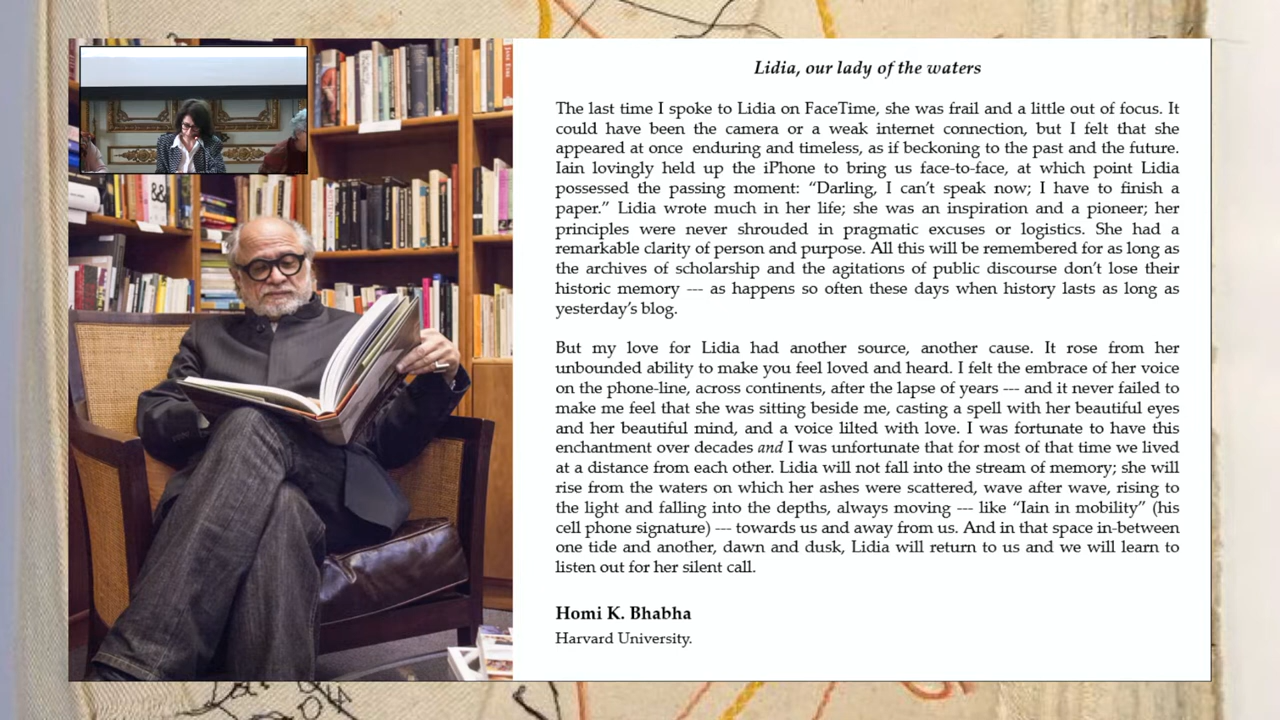 Lidia, our lady of the waters
The last time I spoke to Lidia on FaceTime, she was frail and a little out of focus. It
could have been the camera or a weak internet connection, but I felt that she
appeared at once enduring and timeless, as if beckoning to the past and the future.
Iain lovingly held up the iPhone to bring us face-to-face, at which point Lidia
possessed the passing moment: “Darling, I can’t speak now; I have to finish a
paper.” Lidia wrote much in her life; she was an inspiration and a pioneer; her
principles were never shrouded in pragmatic excuses or logistics. She had a
remarkable clarity of person and purpose. All this will be remembered for as long as
the archives of scholarship and the agitations of public discourse don’t lose their
historic memory --- as happens so often these days when history lasts as long as
yesterday’s blog.
But my love for Lidia had another source, another cause. It rose from her
unbounded ability to make you feel loved and heard. I felt the embrace of her voice
on the phone-line, across continents, after the lapse of years --- and it never failed to
make me feel that she was sitting beside me, casting a spell with her beautiful eyes
and her beautiful mind, and a voice lilted with love. I was fortunate to have this
enchantment over decades and I was unfortunate that for most of that time we lived
at a distance from each other. Lidia will not fall into the stream of memory; she will
rise from the waters on which her ashes were scattered, wave after wave, rising to
the light and falling into the depths, always moving --- like “Iain in mobility” (his
cell phone signature) --- towards us and away from us. And in that space in-between
one tide and another, dawn and dusk, Lidia will return to us and we will learn to
listen out for her silent call.
Homi K. Bhabha
Harvard University.
JANE EYRE